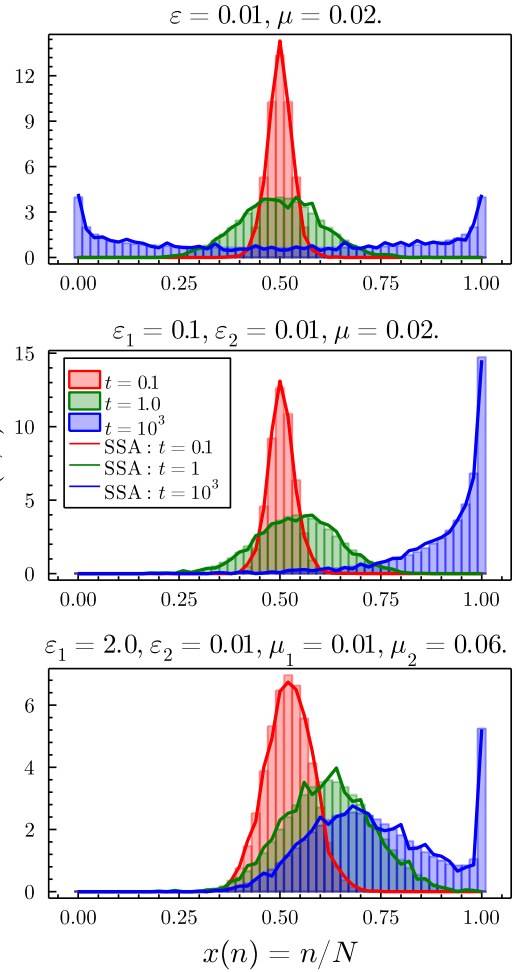 ε = 0.01, μ = 0.02.
12
9
6
3
0
0.00 0.25 0.50 0.75 1.00
ε₁ = 0.1, ε₂ = 0.01, μ = 0.02.
15
10
5
0
t = 0.1
t = 1.0
t = 10³
SSA : t = 0.1
SSA : t = 1
SSA : t = 10³
0.00 0.25 0.50 0.75 1.00
ε₁ = 2.0, ε₂ = 0.01, μ₁ = 0.01, μ₂ = 0.06.
6
4
2
0
0.00 0.25 0.50 0.75 1.00
x(n) = n/N